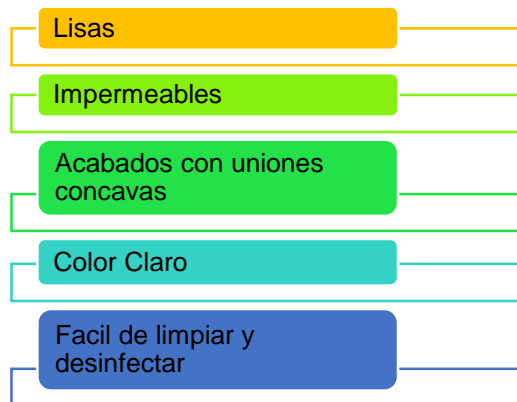 Lisas
Impermeables
Acabados con uniones
concavas
Color Claro
Facil de limpiar y
desinfectar